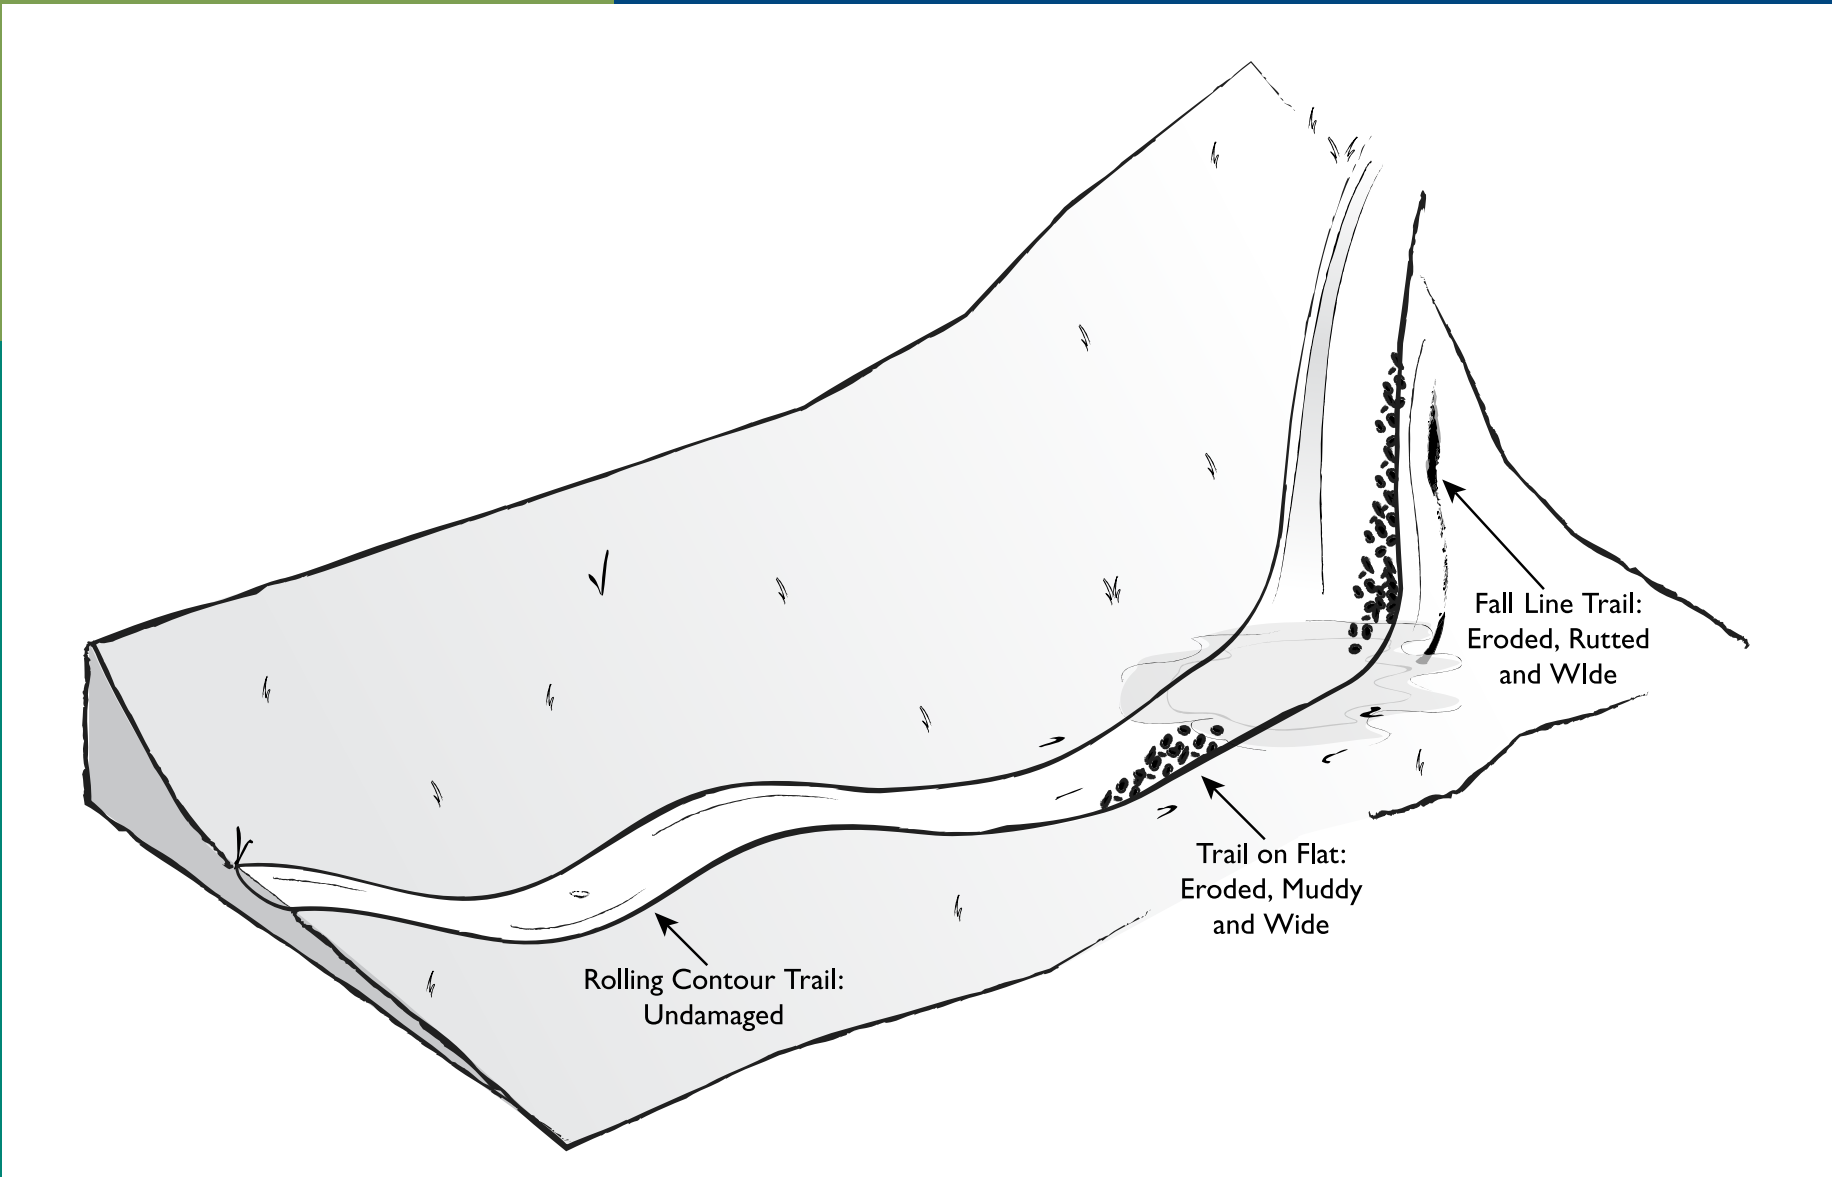 Fall Line Trail:
Eroded, Rutted
and WIde
Trail on Flat:
Eroded, Muddy
and Wide
Rolling Contour Trail:
Undamaged